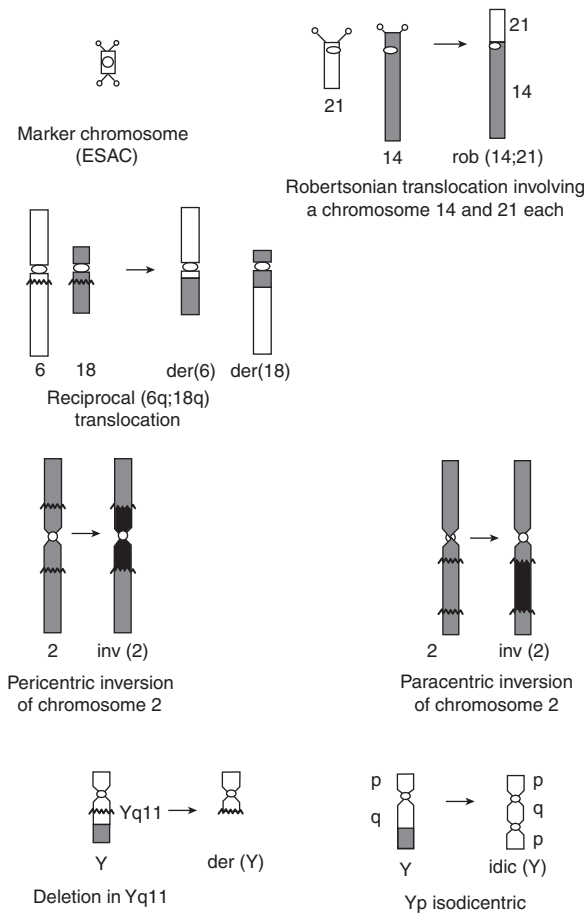 Marker chromosome
(ESAC)
21
14
21
14
rob (14;21)
Robertsonian translocation involving
a chromosome 14 and 21 each
6
18
der(6)
der(18)
Reciprocal (6q;18q)
translocation
2
inv (2)
Pericentric inversion
of chromosome 2
2
inv (2)
Paracentric inversion
of chromosome 2
Yq11
Y
der (Y)
Deletion in Yq11
p
q
Y
p
q
p
idic (Y)
Yp isodicentric